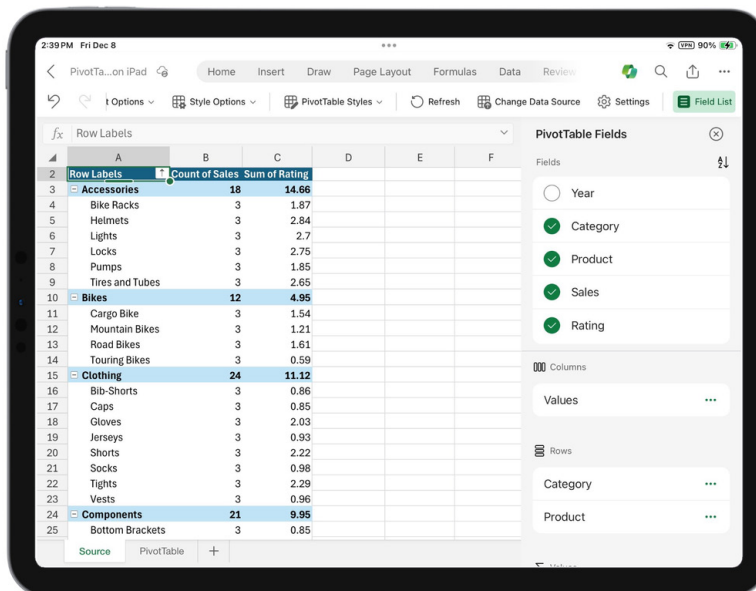 2:39 PM Fri Dec 8
VPN 90%
PivotTa...on iPad Home Insert Draw Page Layout Formulas Data Review
t Options Style Options PivotTable Styles Refresh Change Data Source Settings Field List
fx Row Labels
A B C D E F
2 Row Labels Count of Sales Sum of Rating
3 Accessories 18 14.66
4 Bike Racks 3 1.87
5 Helmets 3 2.84
6 Lights 3 2.7
7 Locks 3 2.75
8 Pumps 3 1.85
9 Tires and Tubes 3 2.65
10 Bikes 12 4.95
11 Cargo Bike 3 1.54
12 Mountain Bikes 3 1.21
13 Road Bikes 3 1.61
14 Touring Bikes 3 0.59
15 Clothing 24 11.12
16 Bib-Shorts 3 0.86
17 Caps 3 0.85
18 Gloves 3 2.03
19 Jerseys 3 0.93
20 Shorts 3 2.22
21 Socks 3 0.98
22 Tights 3 2.29
23 Vests 3 0.96
24 Components 21 9.95
25 Bottom Brackets 3 0.85
Source PivotTable
PivotTable Fields
Fields
Year
Category
Product
Sales
Rating
Columns
Values
Rows
Category
Product
Σ Values